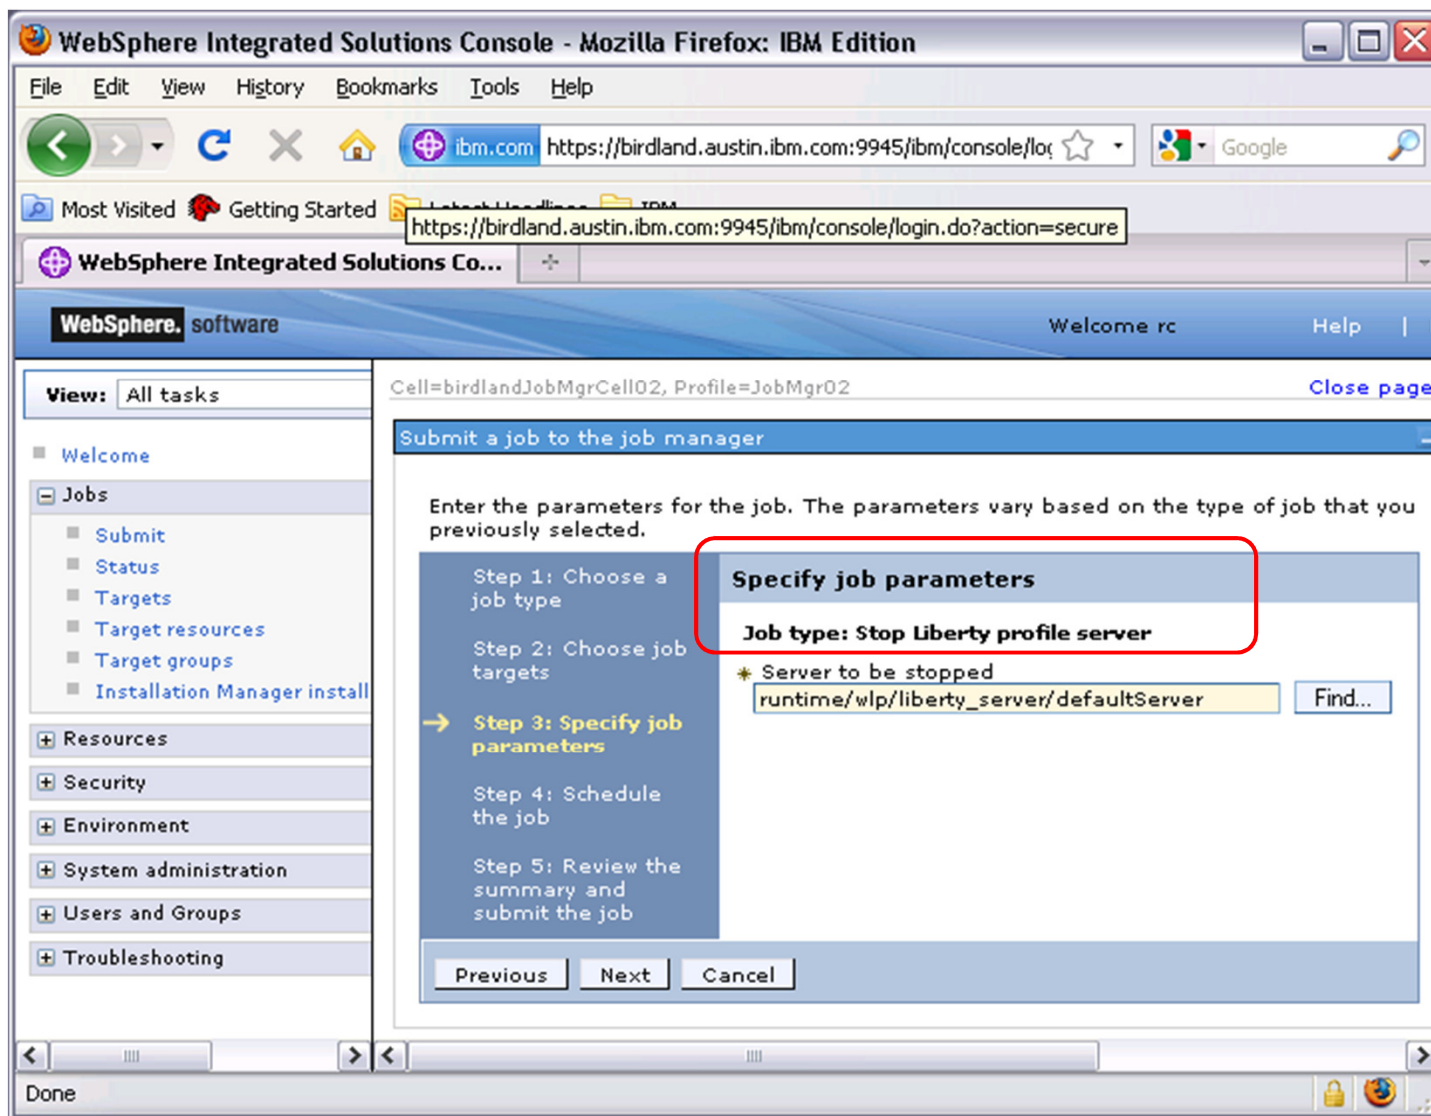 WebSphere Integrated Solutions Console - Mozilla Firefox: IBM Edition
File Edit View History Bookmarks Tools Help
ibm.com https://birdland.austin.ibm.com:9945/ibm/console/log Google
Most Visited Getting Started
https://birdland.austin.ibm.com:9945/ibm/console/login.do?action=secure
WebSphere Integrated Solutions Co...
WebSphere. software Welcome rc Help |
View: All tasks
Welcome
Jobs
Submit
Status
Targets
Target resources
Target groups
Installation Manager install
Resources
Security
Environment
System administration
Users and Groups
Troubleshooting
Cell=birdlandJobMgrCell02, Profile=JobMgr02 Close page
Submit a job to the job manager
Enter the parameters for the job. The parameters vary based on the type of job that you
previously selected.
Step 1: Choose a
job type
Step 2: Choose job
targets
Step 3: Specify job
parameters
Step 4: Schedule
the job
Step 5: Review the
summary and
submit the job
Specify job parameters
Job type: Stop Liberty profile server
* Server to be stopped
runtime/wlp/liberty_server/defaultServer Find...
Previous Next Cancel
Done